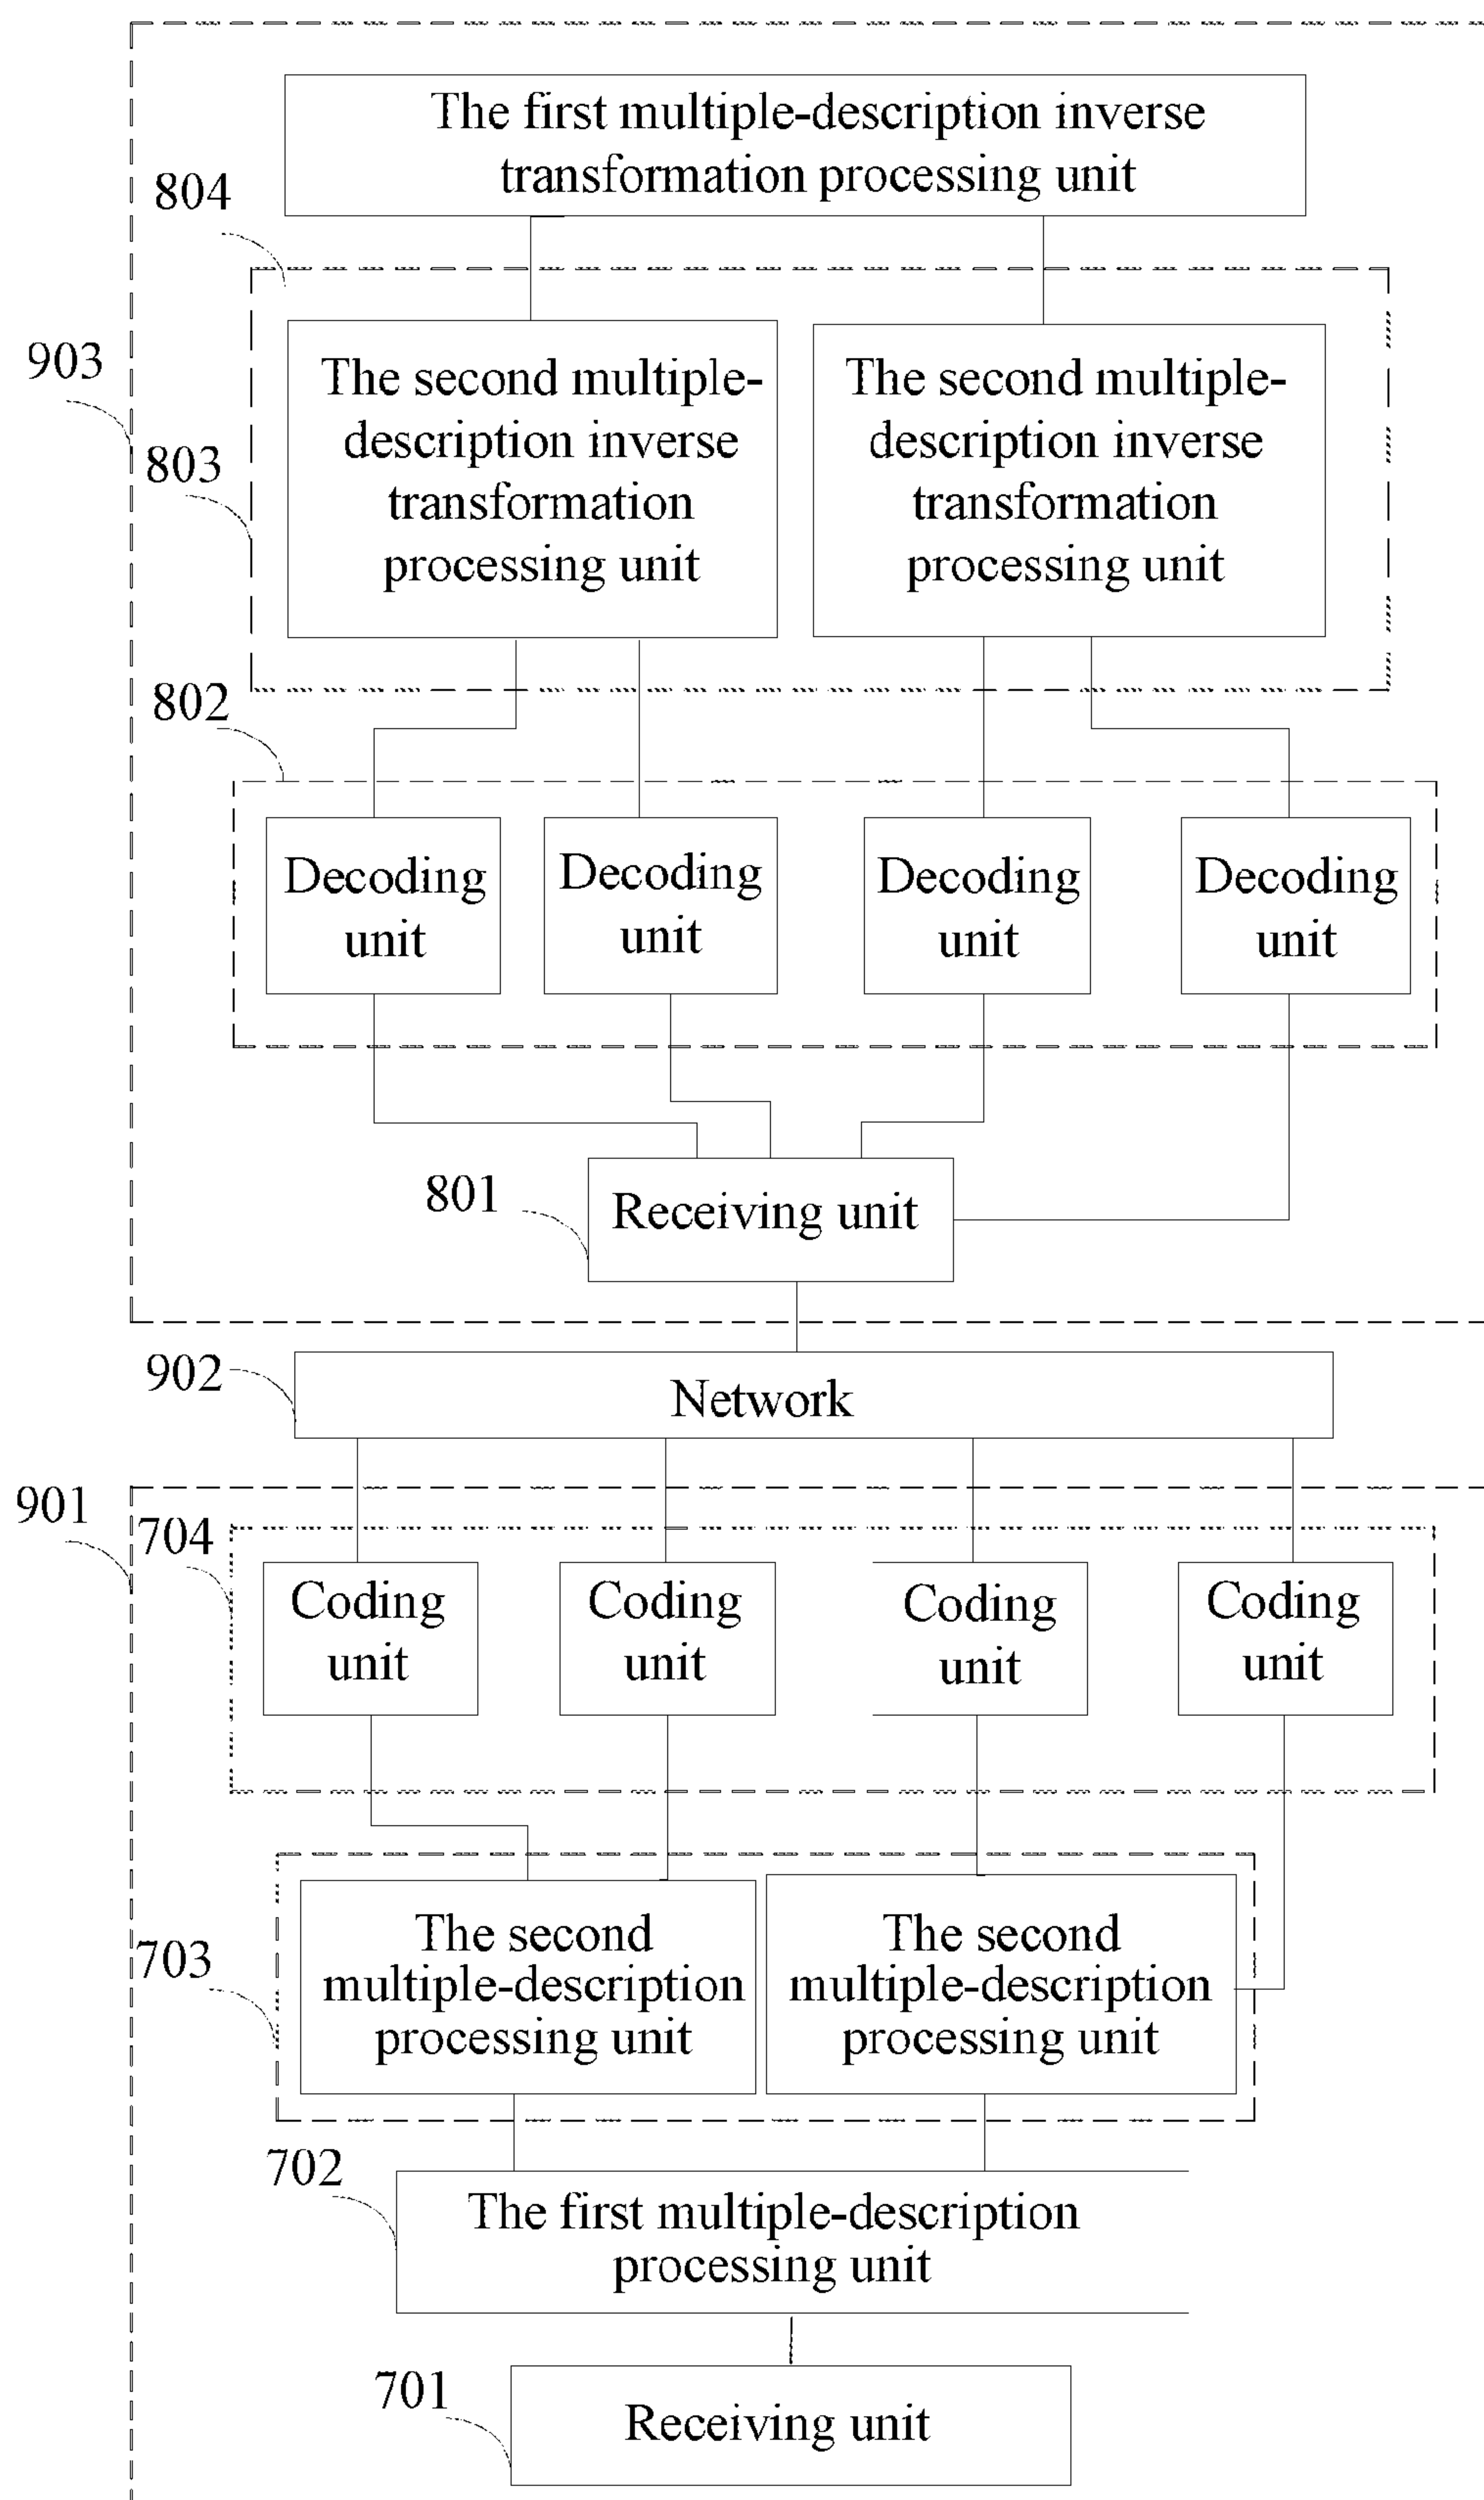 The first multiple-description inverse
transformation processing unit
804
903
The second multiple-
description inverse
transformation
processing unit
The second multiple-
description inverse
transformation
processing unit
803
802
Decoding
unit
Decoding
unit
Decoding
unit
Decoding
unit
801
Receiving unit
902
Network
901
704
Coding
unit
Coding
unit
Coding
unit
Coding
unit
703
The second
multiple-description
processing unit
The second
multiple-description
processing unit
702
The first multiple-description
processing unit
701
Receiving unit